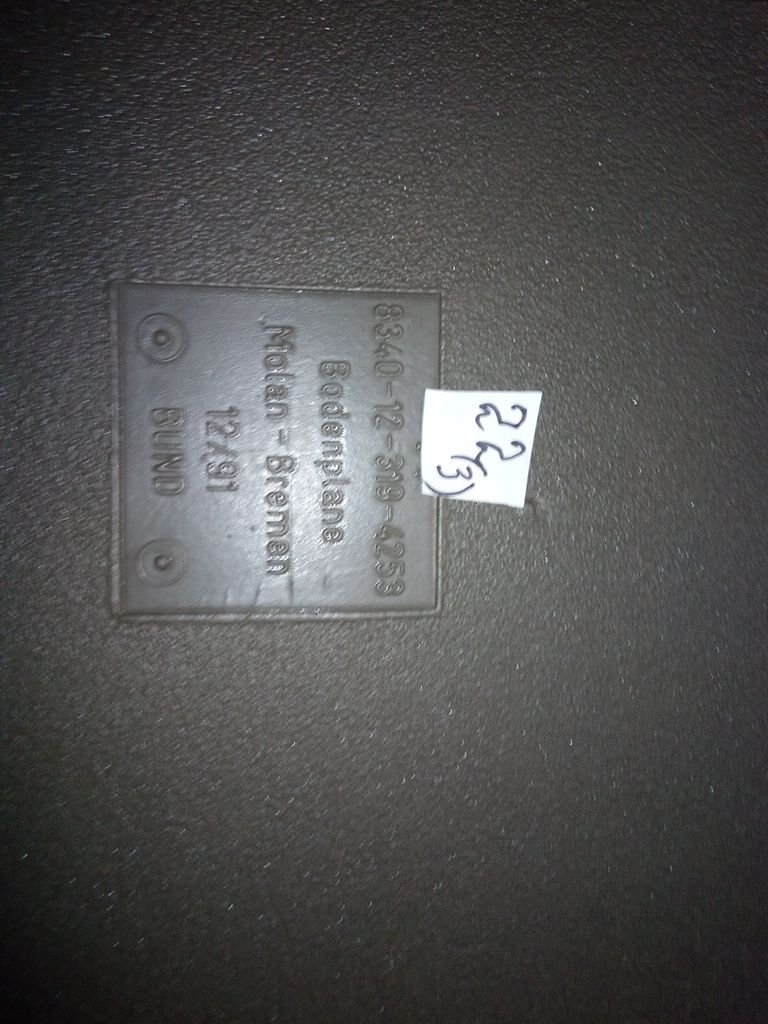 22
(3)
8340-12-319-4253
Bodenplane
Molan-Bremen
12/91
BUND